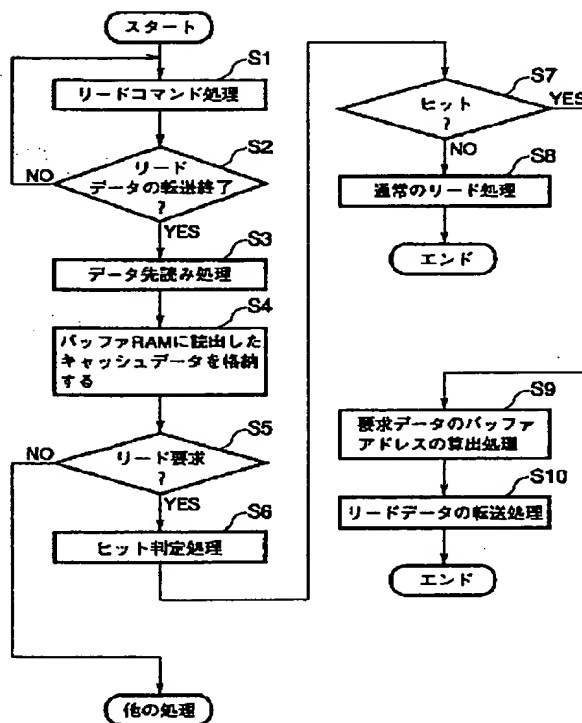 スタート
S1
リードコマンド処理
S2
リード
データの転送終了
?
NO
YES
S3
データ先読み処理
S4
バッファRAMに読出した
キャッシュデータを格納
する
S5
リード要求
?
NO
YES
S6
ヒット判定処理
他の処理
S7
ヒット
?
YES
NO
S8
通常のリード処理
エンド
S9
要求データのバッファ
アドレスの算出処理
S10
リードデータの転送処理
エンド